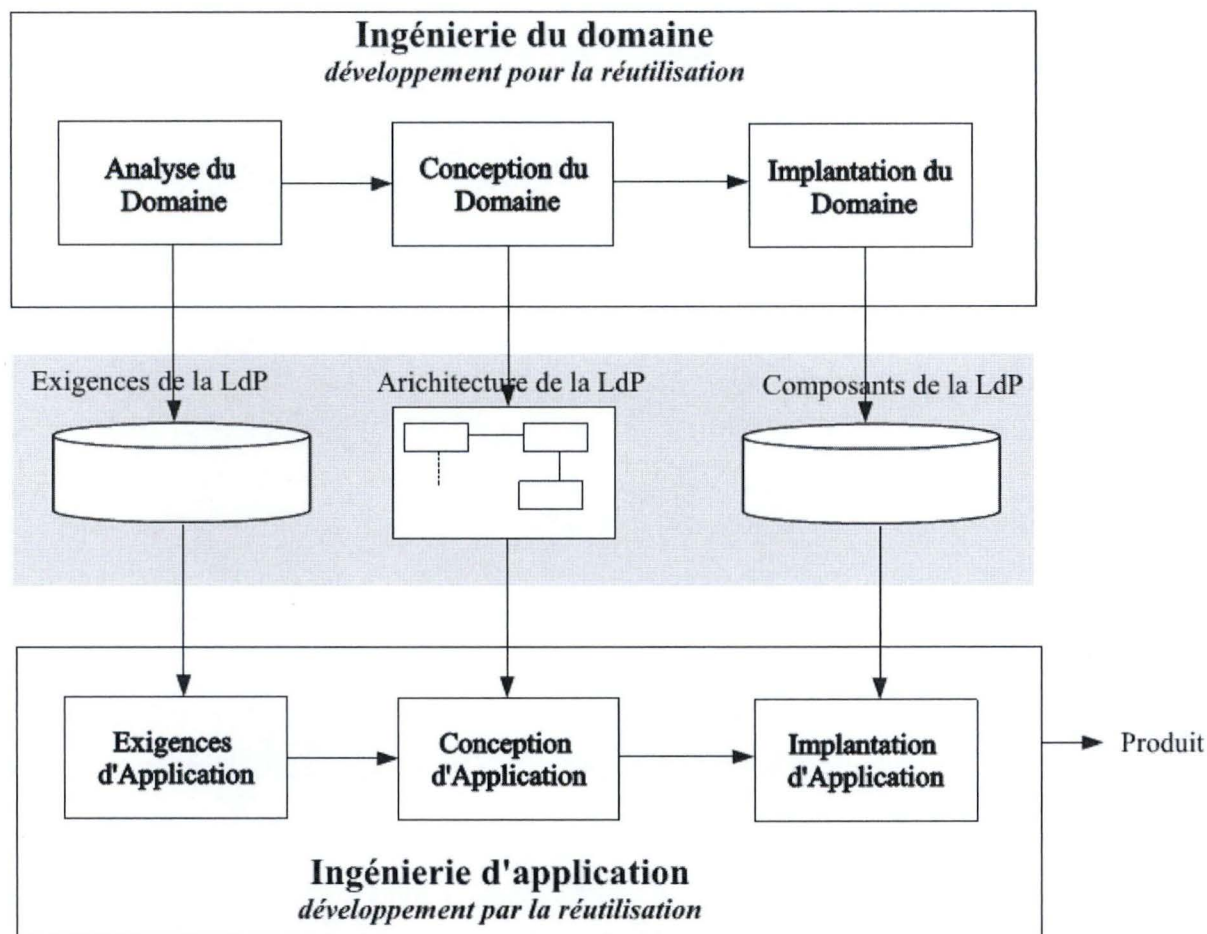 Ingénierie du domaine
développement pour la réutilisation
Analyse du
Domaine
Conception du
Domaine
Implantation du
Domaine
Exigences de la LdP
Arichitecture de la LdP
Composants de la LdP
Exigences
d'Application
Conception
d'Application
Implantation
d'Application
Produit
Ingénierie d'application
développement par la réutilisation